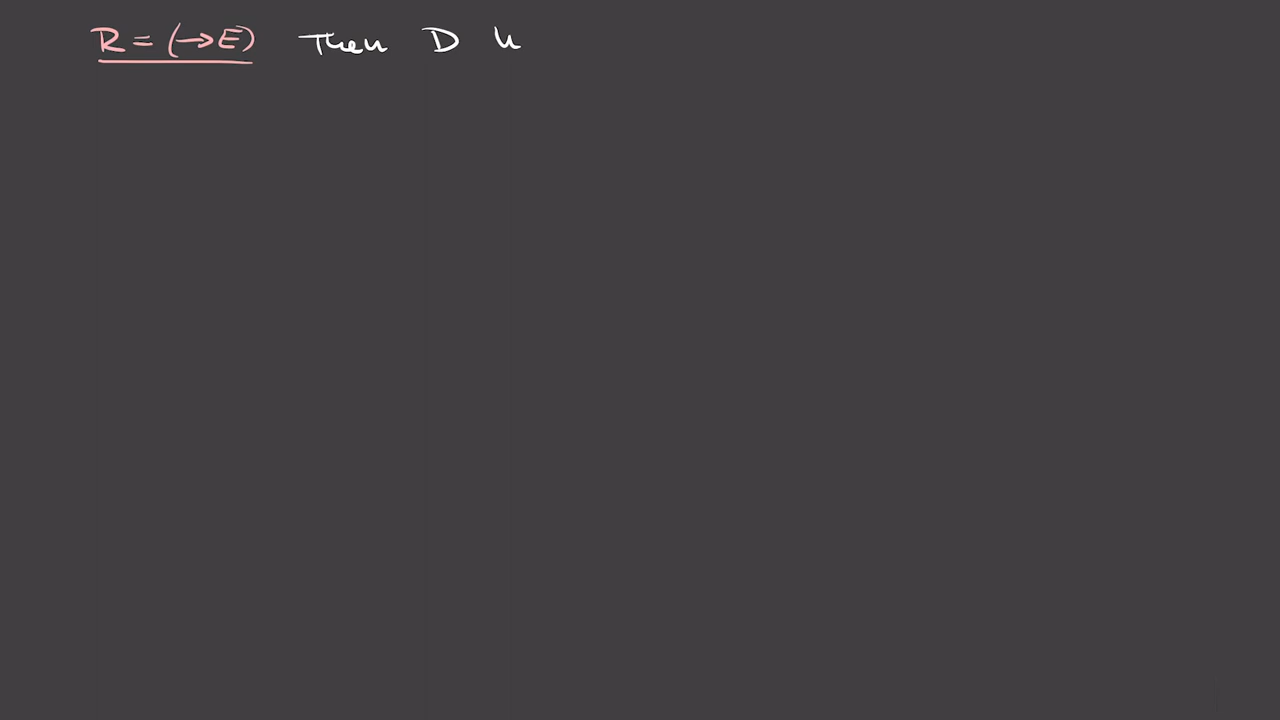 R = (→E) Then D h